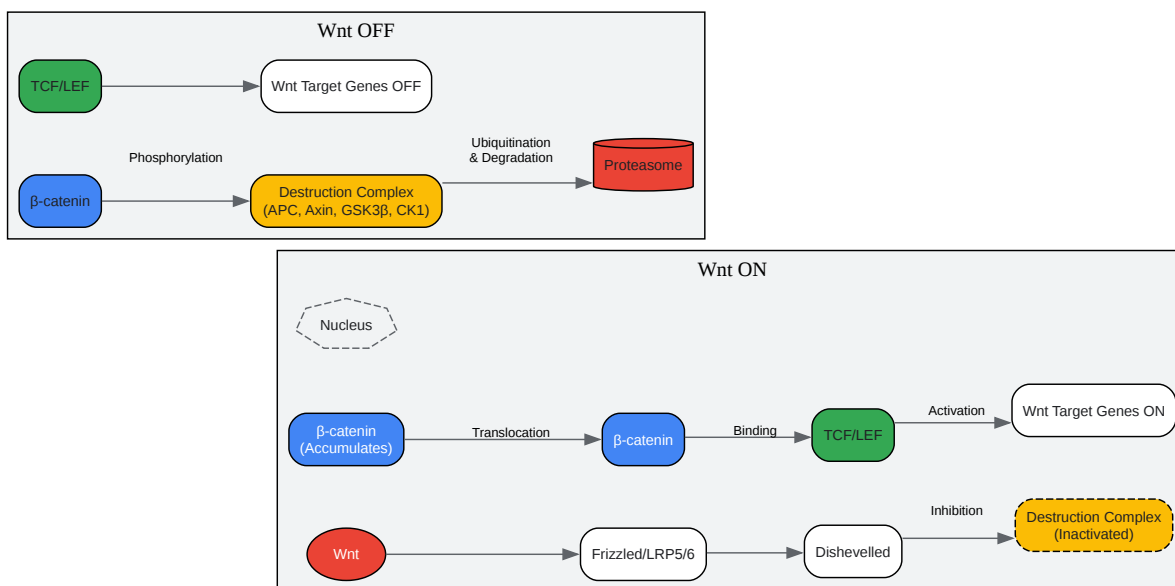 Wnt OFF
TCF/LEF
Wnt Target Genes OFF
Phosphorylation
Ubiquitination
& Degradation
Proteasome
β-catenin
Destruction Complex
(APC, Axin, GSK3β, CK1)
Wnt ON
Nucleus
β-catenin
(Accumulates)
Translocation
β-catenin
Binding
TCF/LEF
Activation
Wnt Target Genes ON
Wnt
Frizzled/LRP5/6
Dishevelled
Inhibition
Destruction Complex
(Inactivated)